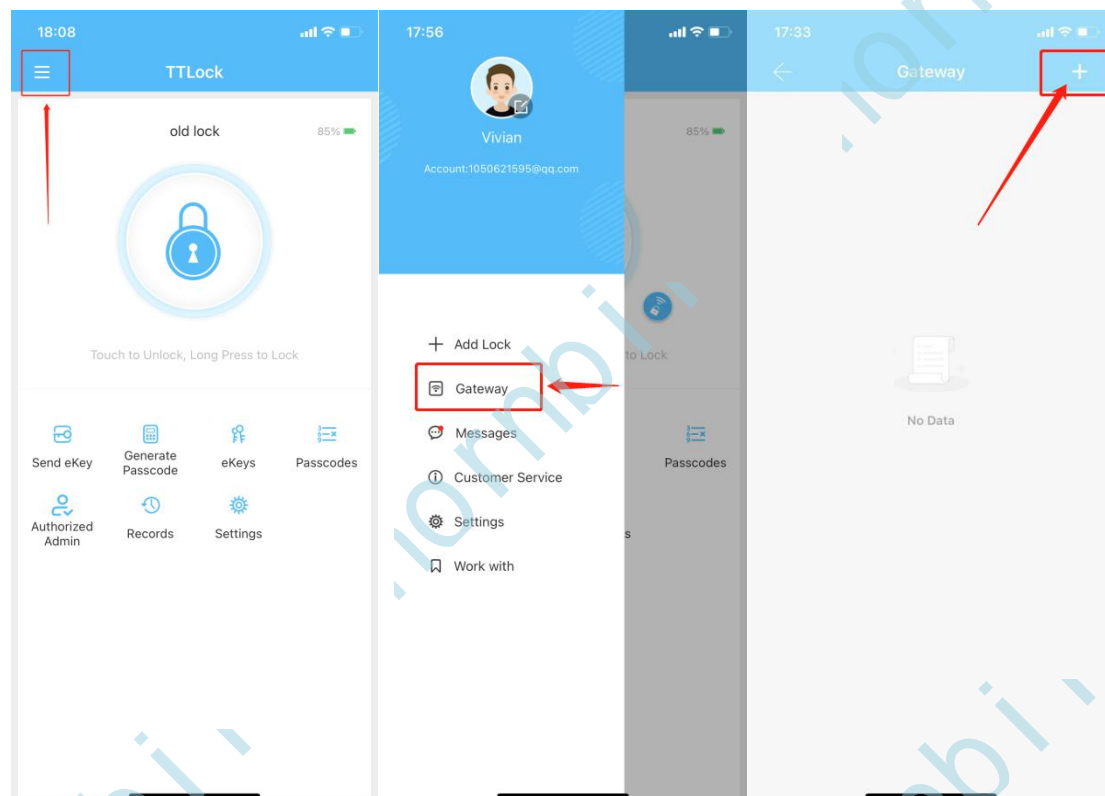 18:08
TTLock
old lock
85%
Touch to Unlock, Long Press to Lock
Send eKey
Generate
Passcode
eKeys
Passcodes
Authorized
Admin
Records
Settings
17:56
Vivian
Account:1050621595@qq.com
85%
Add Lock
to Lock
Gateway
Messages
Passcodes
Customer Service
Settings
s
Work with
17:33
Gateway
No Data